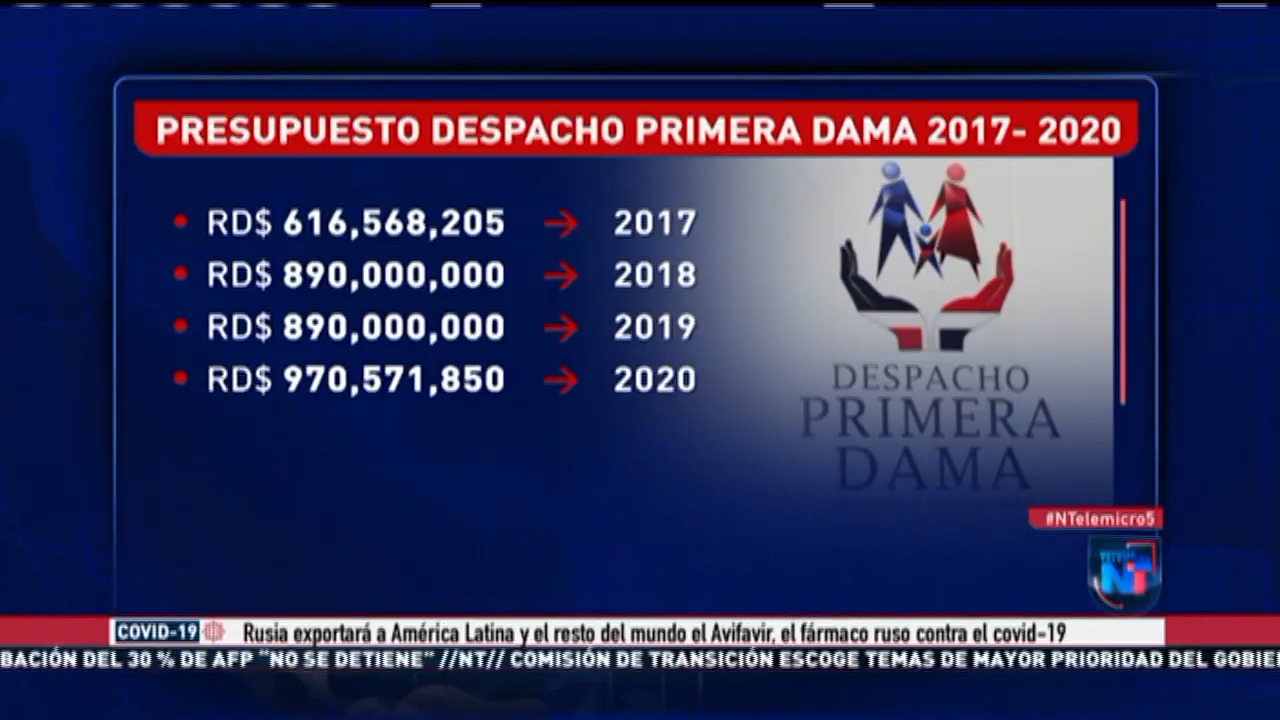 PRESUPUESTO DESPACHO PRIMERA DAMA 2017- 2020
• RD$ 616,568,205 → 2017
• RD$ 890,000,000 → 2018
• RD$ 890,000,000 → 2019
• RD$ 970,571,850 → 2020
DESPACHO
PRIMERA
DAMA
#NTelemicro5
NT
COVID-19 Rusia exportará a América Latina y el resto del mundo el Avifavir, el fármaco ruso contra el covid-19
BACIÓN DEL 30 % DE AFP "NO SE DETIENE" //NT// COMISIÓN DE TRANSICIÓN ESCOGE TEMAS DE MAYOR PRIORIDAD DEL GOBIE